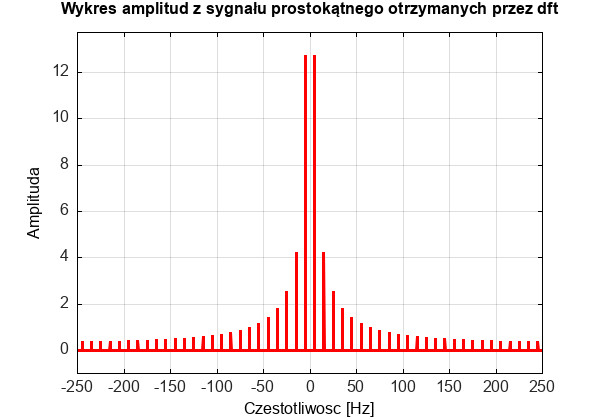 Wykres amplitud z sygnału prostokątnego otrzymanych przez dft
12
10
8
6
4
2
0
Amplituda
-250 -200 -150 -100 -50 0 50 100 150 200 250
Czestotliwosc [Hz]